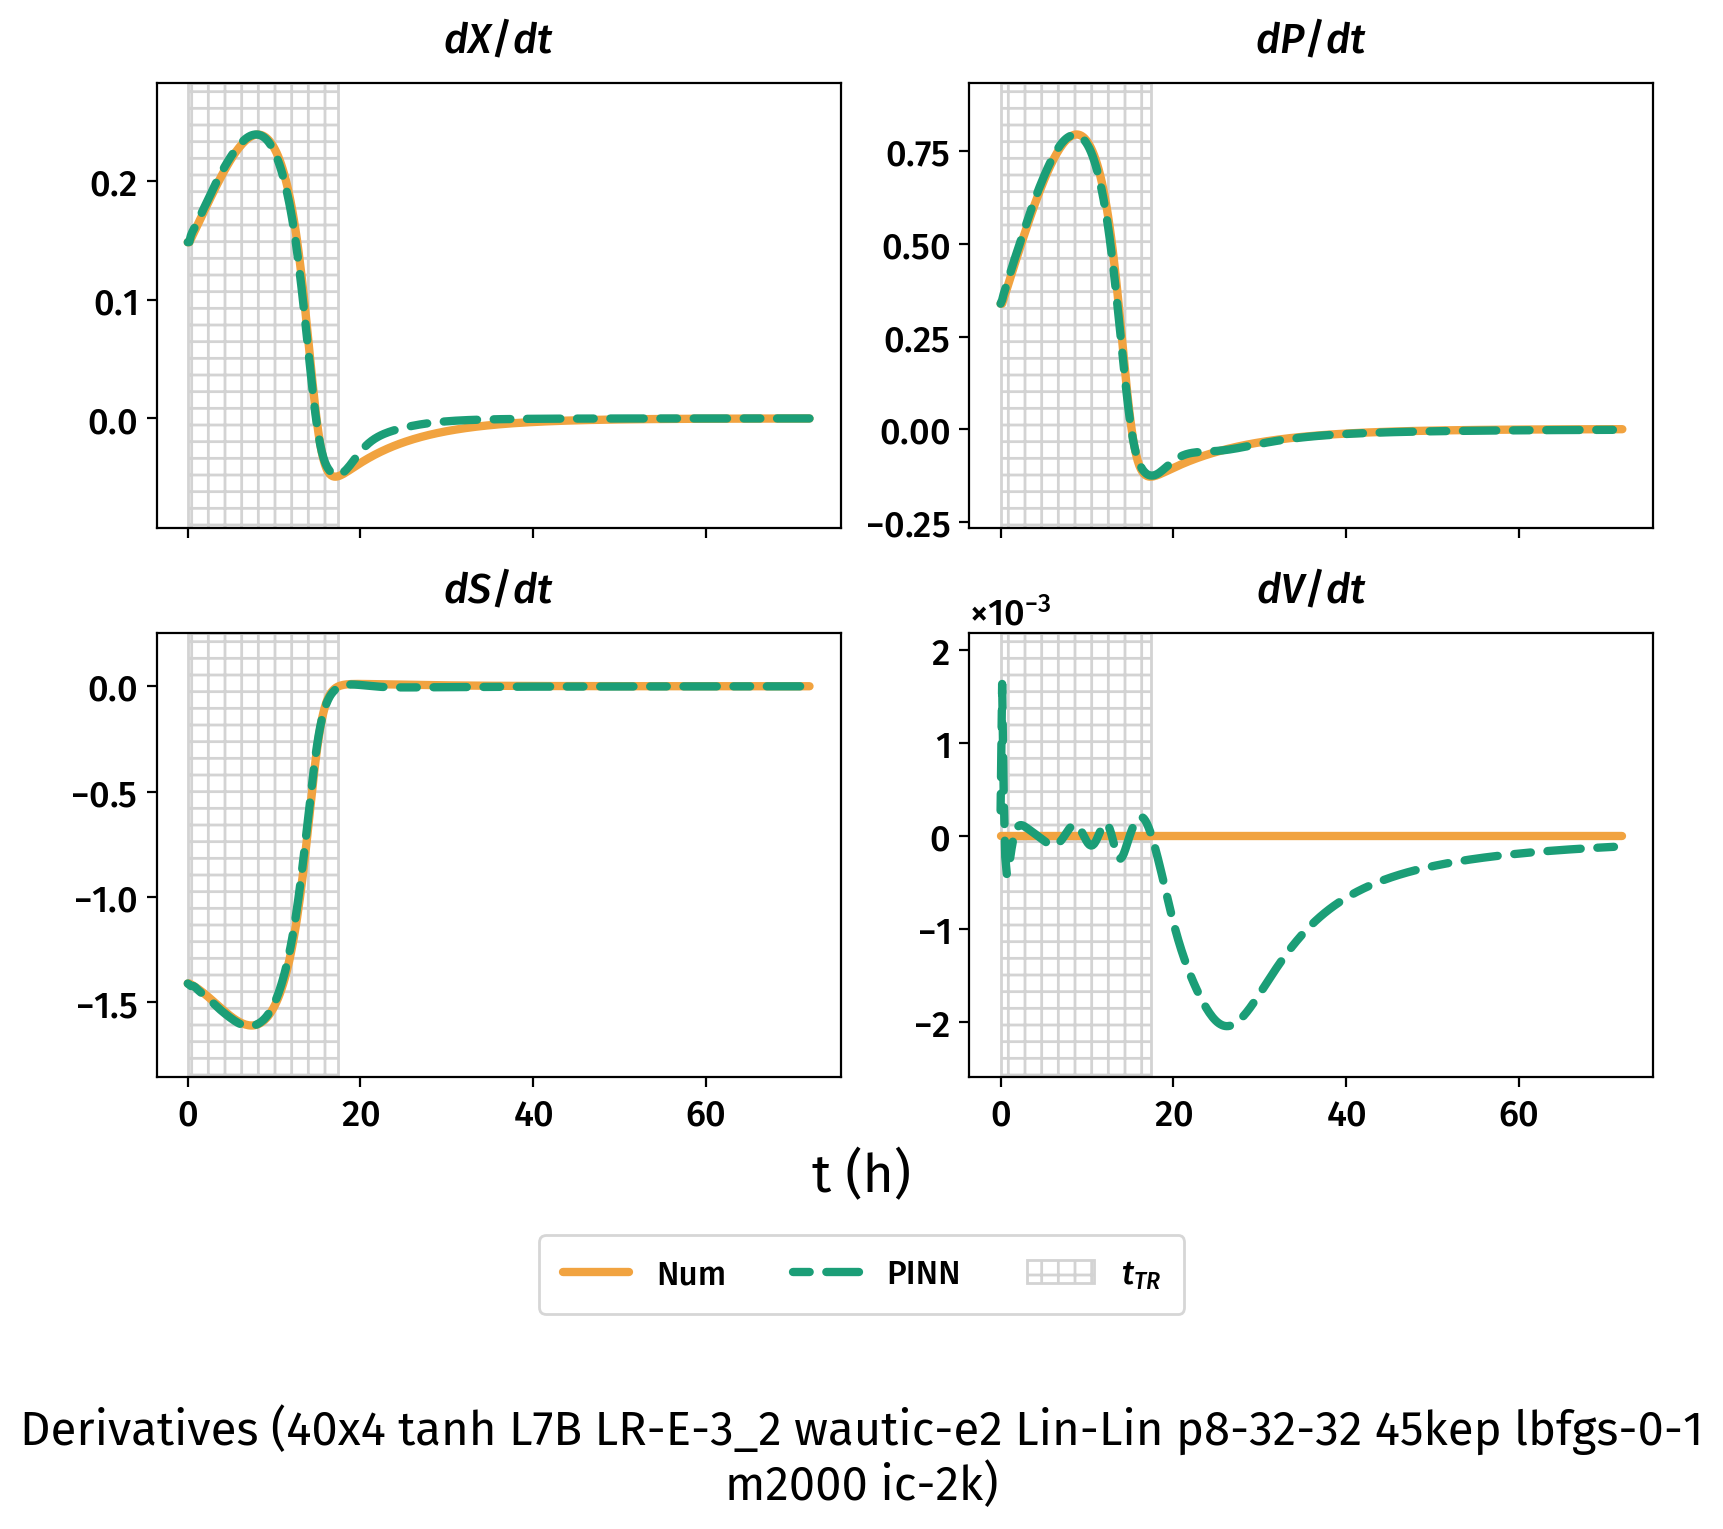 dX/dt
dP/dt
0.2
0.1
0.0
0.75
0.50
0.25
0.00
−0.25
dS/dt
dV/dt
×10⁻³
0.0
−0.5
−1.0
−1.5
2
1
0
−1
−2
0 20 40 60
0 20 40 60
t (h)
Num PINN t_TR
Derivatives (40x4 tanh L7B LR-E-3_2 wautic-e2 Lin-Lin p8-32-32 45kep lbfgs-0-1
m2000 ic-2k)